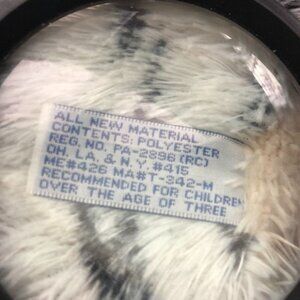 ALL NEW MATERIAL
CONTENTS: POLYESTER
REG. NO. PA-2896 (RC)
OH, LA, & N.Y. #415
ME#426 MA#T-342-M
RECOMMENDED FOR CHILDREN
OVER THE AGE OF THREE